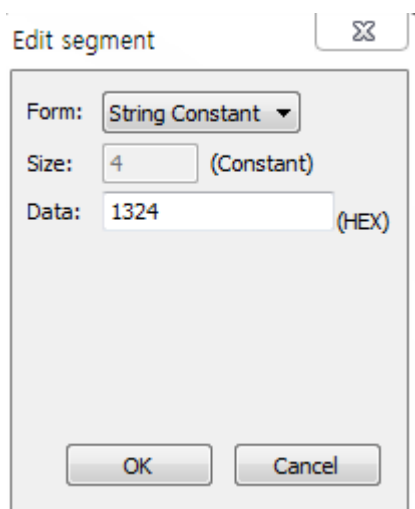 Edit segment
Form: String Constant
Size: 4 (Constant)
Data: 1324 (HEX)
OK Cancel